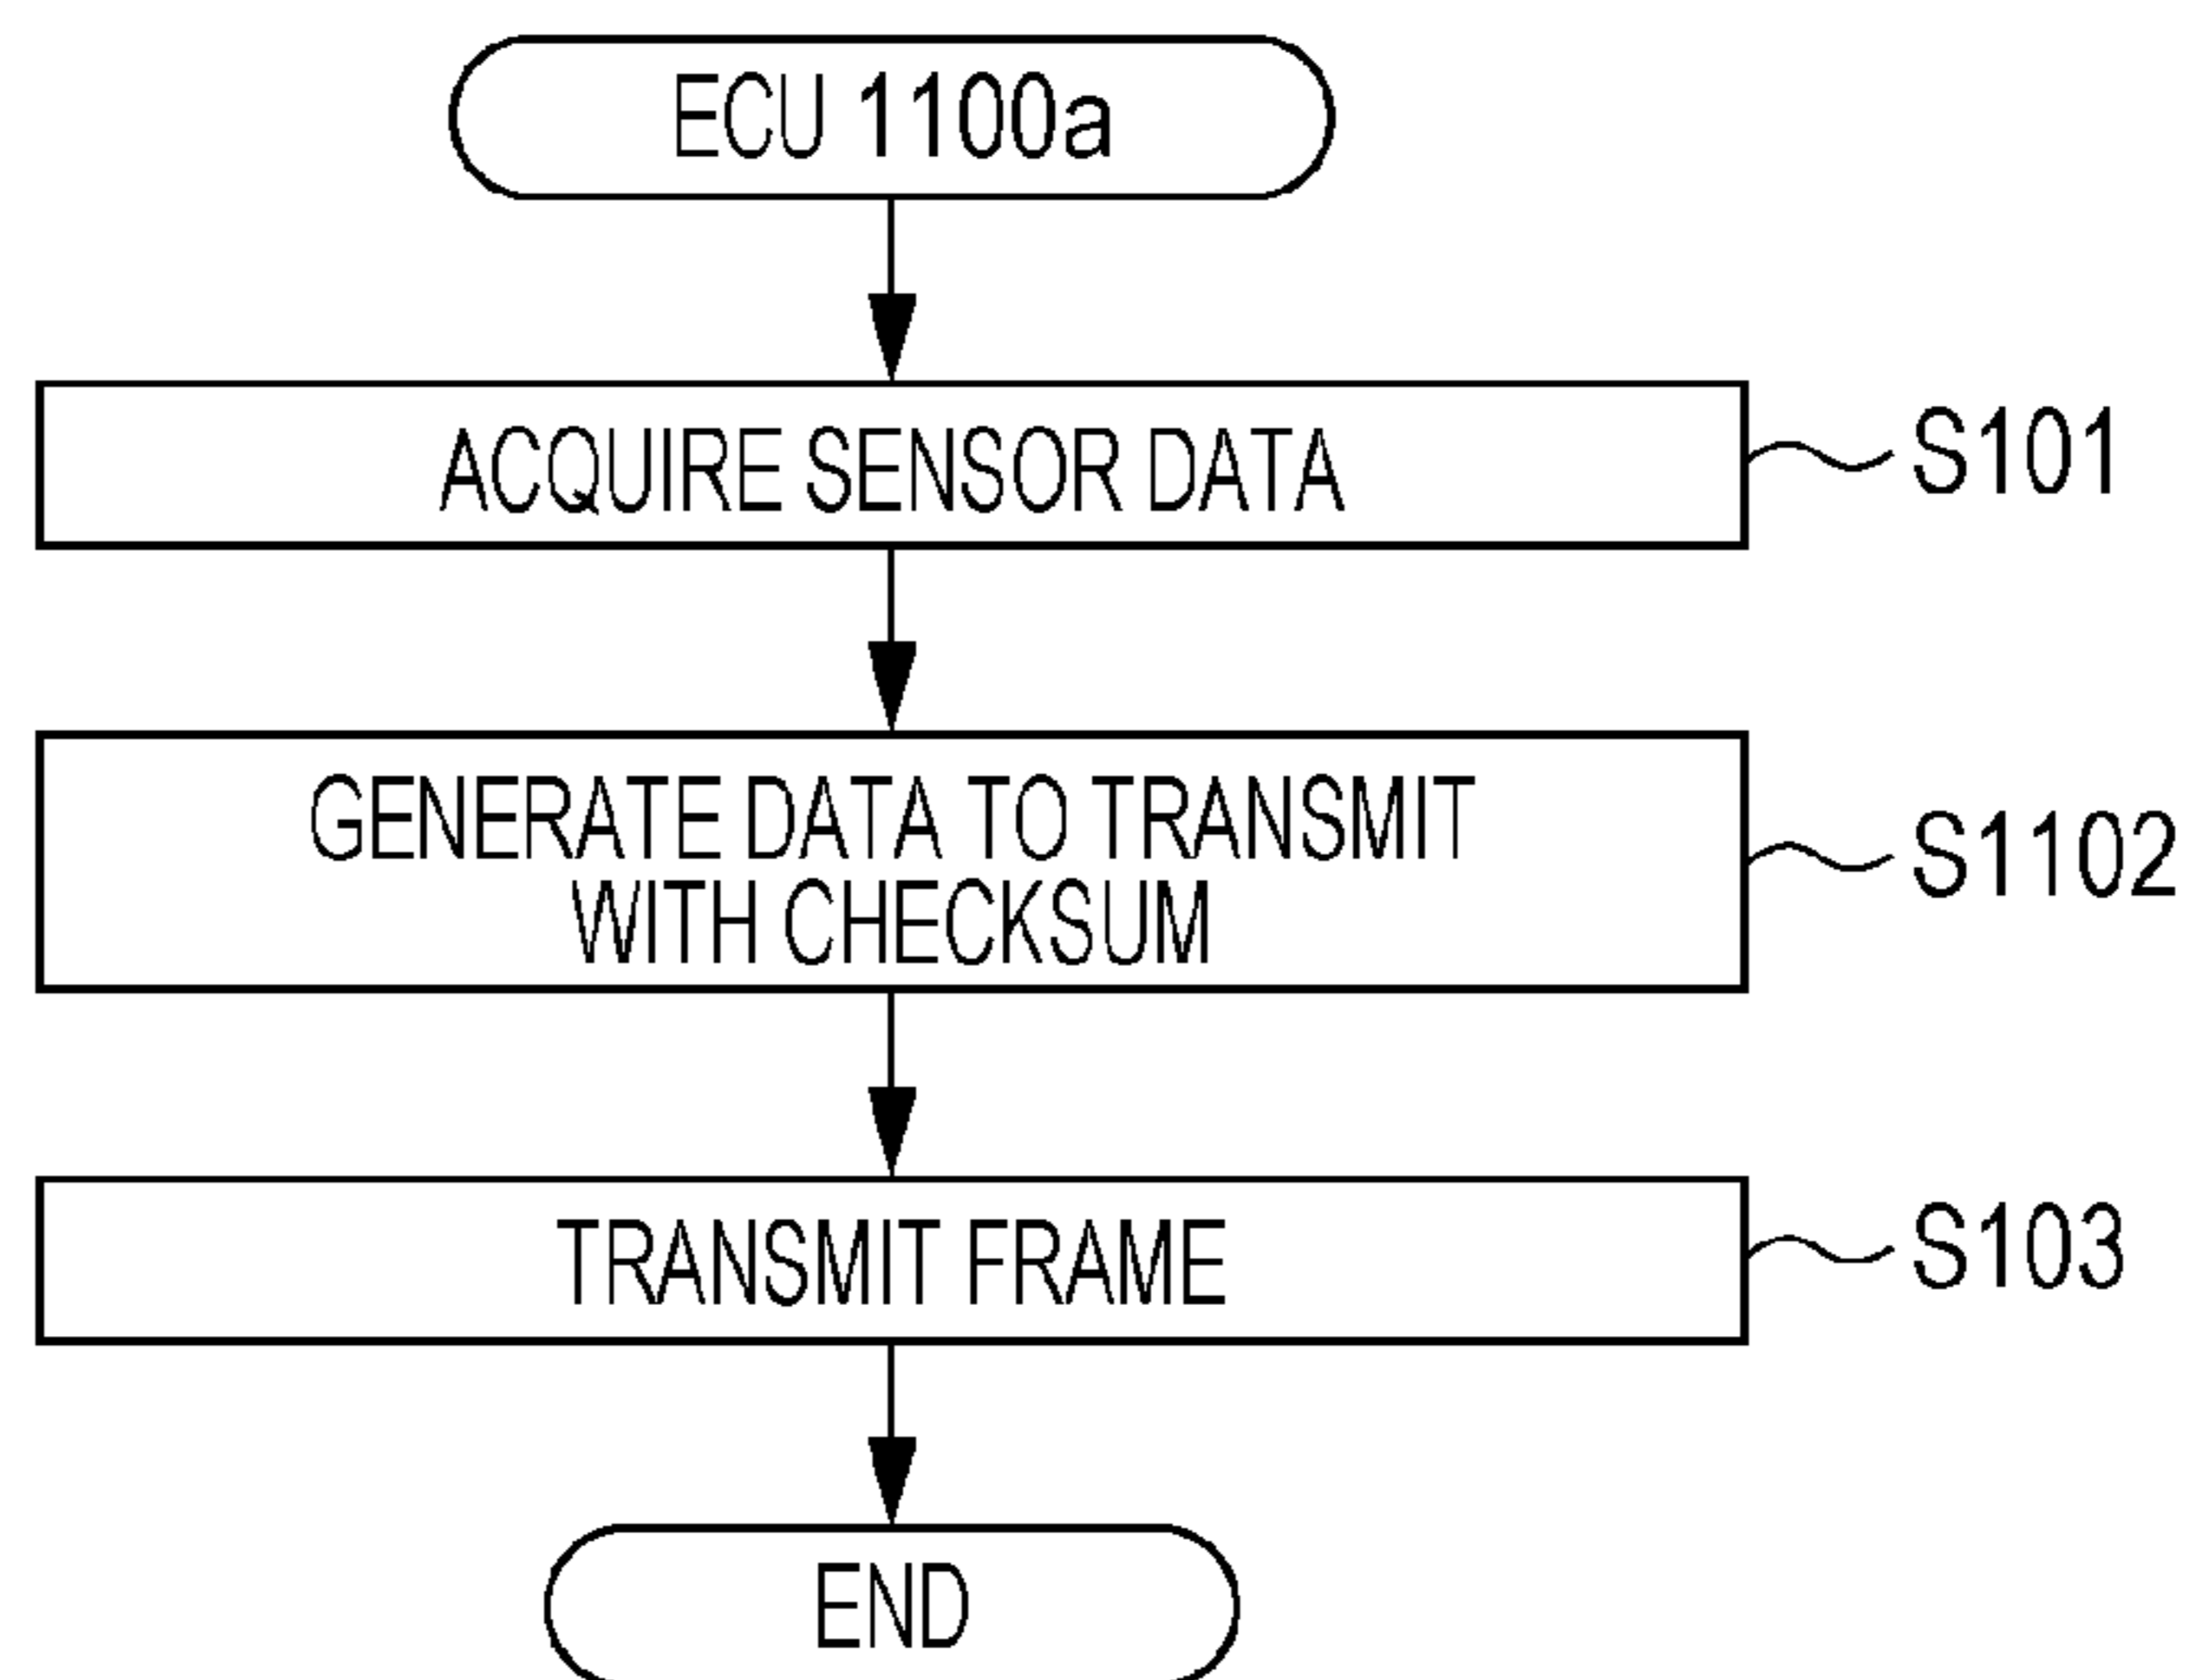 ECU 1100a
ACQUIRE SENSOR DATA
S101
GENERATE DATA TO TRANSMIT
WITH CHECKSUM
S1102
TRANSMIT FRAME
S103
END